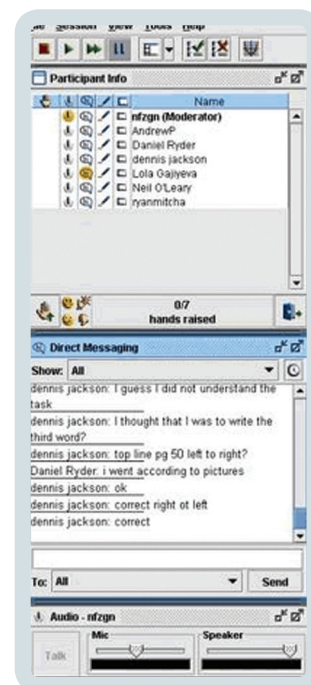 Session View Tools Help
Participant Info
Name
nfzgn (Moderator)
AndrewP
Daniel Ryder
dennis jackson
Lola Gajiyeva
Neil O'Leary
ryanmitcha
0/7
hands raised
Direct Messaging
Show: All
dennis jackson: I guess I did not understand the
task
dennis jackson: I thought that I was to write the
third word?
dennis jackson: top line pg 50 left to right?
Daniel Ryder: i went according to pictures
dennis jackson: ok
dennis jackson: correct right ot left
dennis jackson: correct
To: All
Send
Audio - nfzgn
Talk
Mic
Speaker